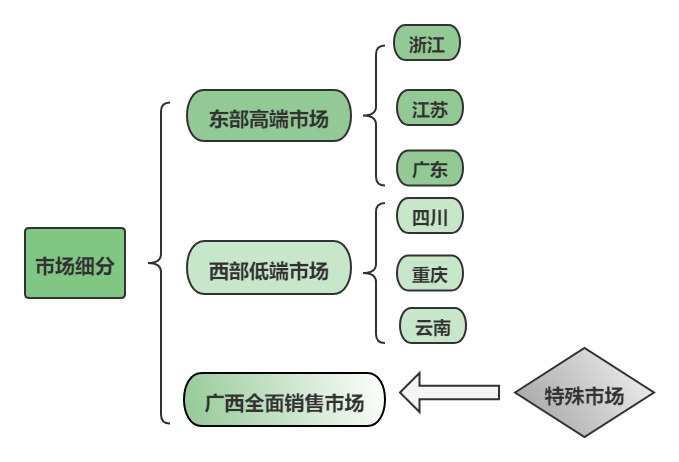 市场细分
东部高端市场
浙江
江苏
广东
西部低端市场
四川
重庆
云南
广西全面销售市场
特殊市场